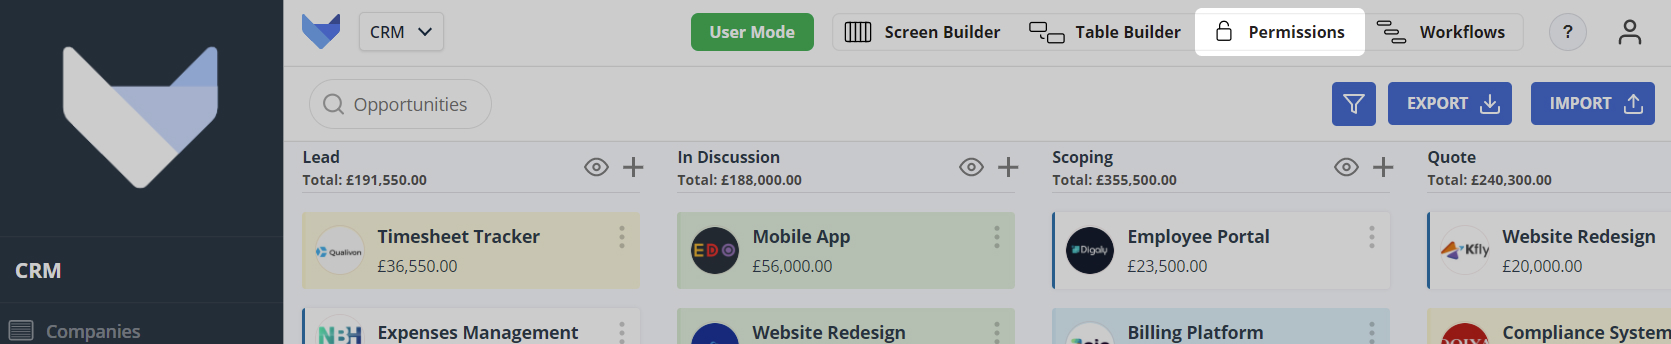 CRM
User Mode
Screen Builder
Table Builder
Permissions
Workflows
?
Opportunities
EXPORT
IMPORT
Lead
Total: £191,550.00
In Discussion
Total: £188,000.00
Scoping
Total: £355,500.00
Quote
Total: £240,300.00
Qualivon
Timesheet Tracker
£36,550.00
EDO
Mobile App
£56,000.00
Digaly
Employee Portal
£23,500.00
Kfly
Website Redesign
£20,000.00
CRM
Companies
NBH
Expenses Management
Website Redesign
Billing Platform
Compliance System